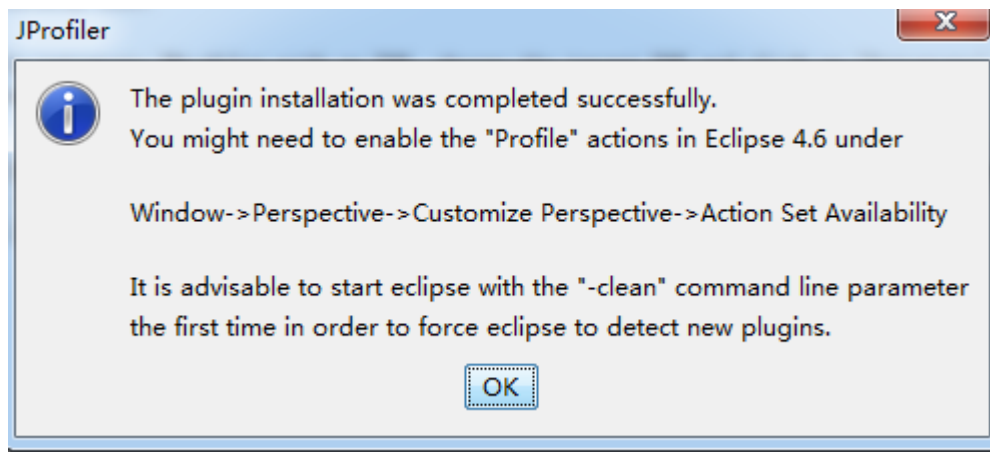 JProfiler
The plugin installation was completed successfully.
You might need to enable the "Profile" actions in Eclipse 4.6 under
Window->Perspective->Customize Perspective->Action Set Availability
It is advisable to start eclipse with the "-clean" command line parameter
the first time in order to force eclipse to detect new plugins.
OK